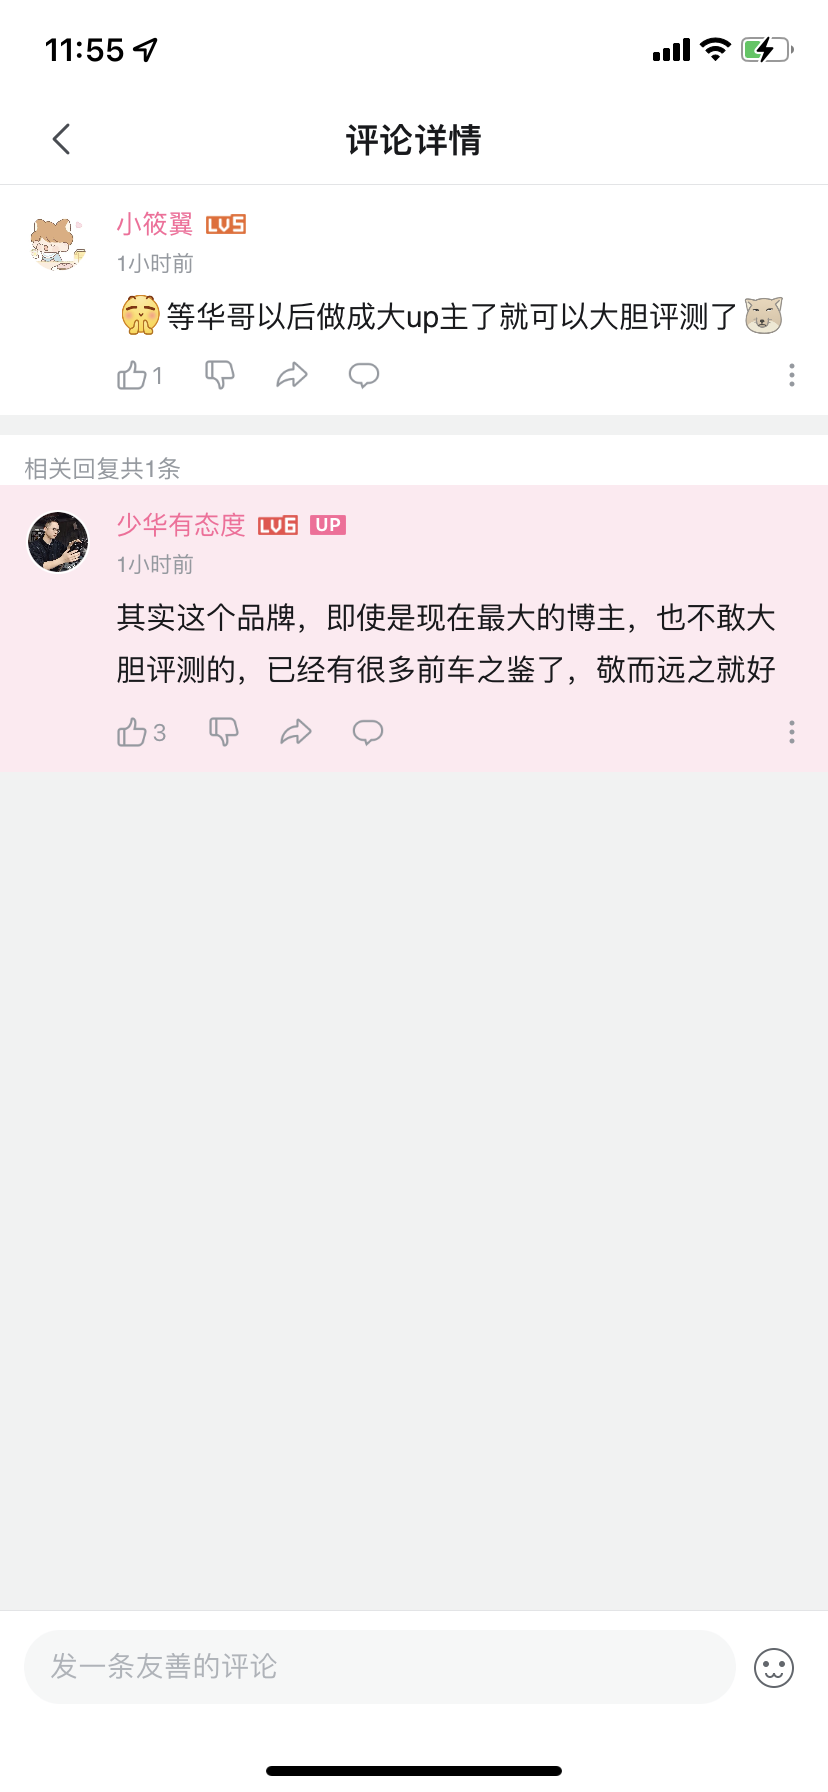 11:55
评论详情
小筱翼 LV5
1小时前
等华哥以后做成大up主了就可以大胆评测了
1
相关回复共1条
少华有态度 LV6 UP
1小时前
其实这个品牌，即使是现在最大的博主，也不敢大
胆评测的，已经有很多前车之鉴了，敬而远之就好
3
发一条友善的评论